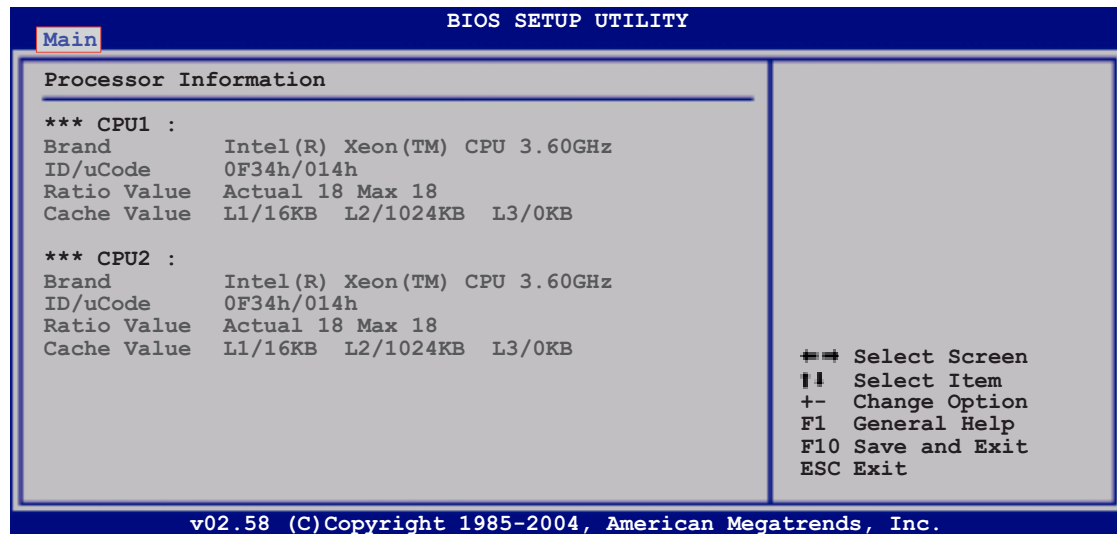 BIOS SETUP UTILITY
Main
Processor Information
*** CPU1 :
Brand Intel(R) Xeon(TM) CPU 3.60GHz
ID/uCode 0F34h/014h
Ratio Value Actual 18 Max 18
Cache Value L1/16KB L2/1024KB L3/0KB
*** CPU2 :
Brand Intel(R) Xeon(TM) CPU 3.60GHz
ID/uCode 0F34h/014h
Ratio Value Actual 18 Max 18
Cache Value L1/16KB L2/1024KB L3/0KB
←→ Select Screen
↑↓ Select Item
+- Change Option
F1 General Help
F10 Save and Exit
ESC Exit
v02.58 (C)Copyright 1985-2004, American Megatrends, Inc.